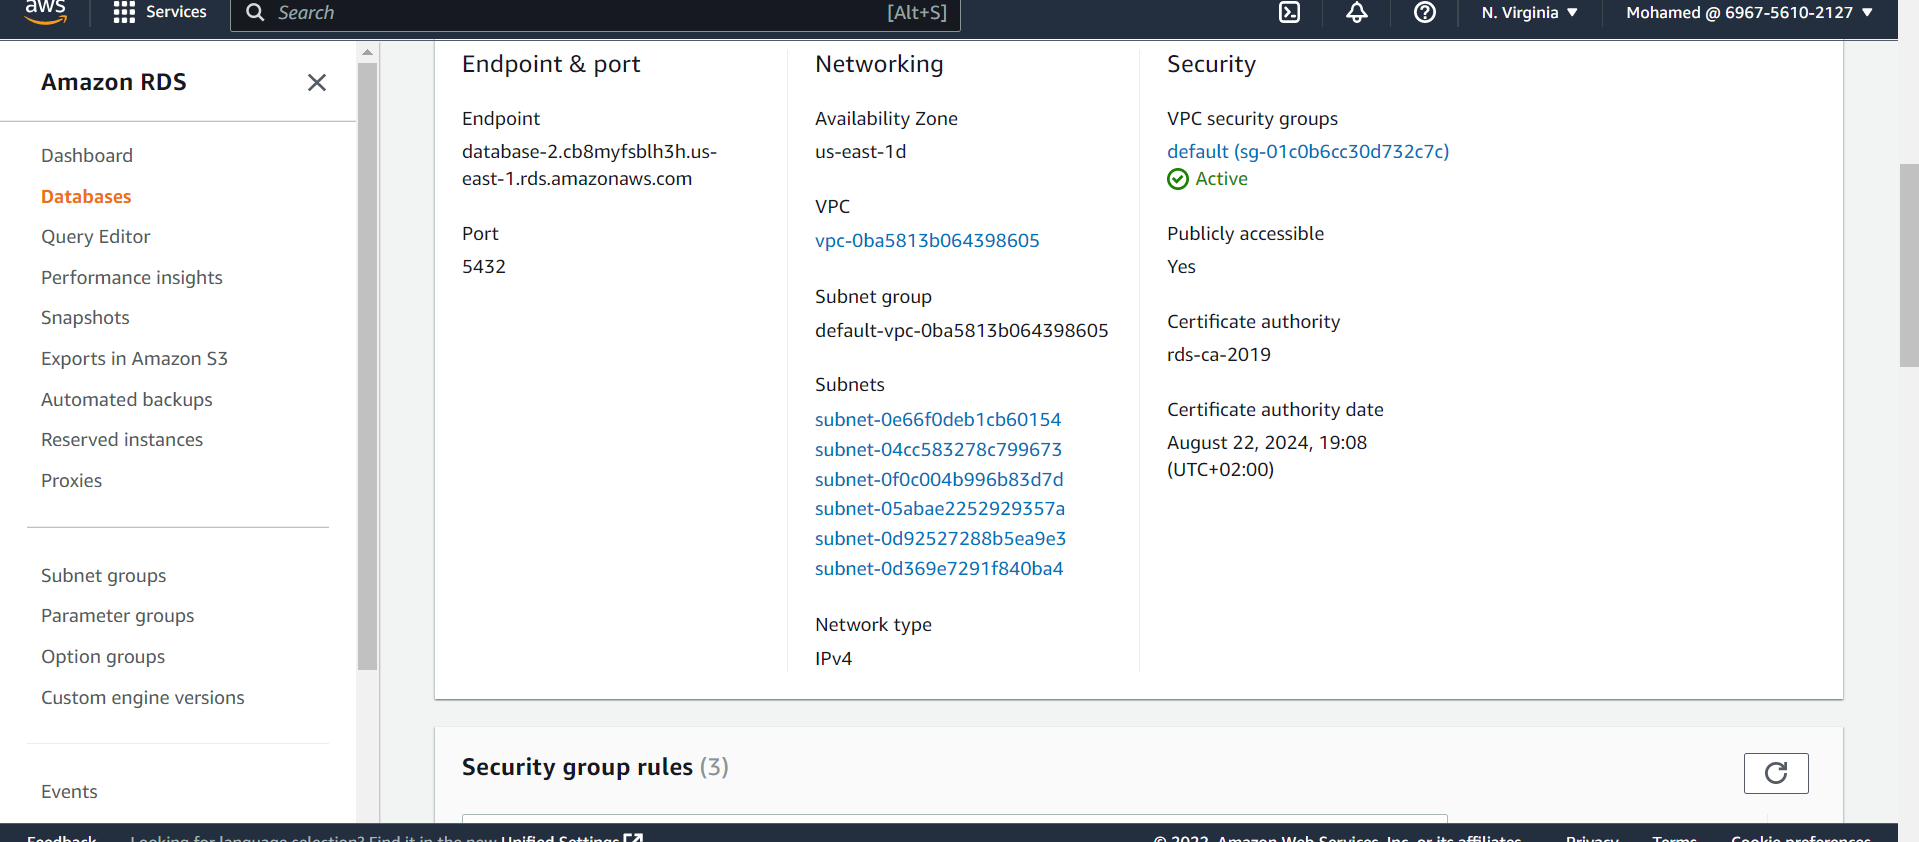 aws
Services
Search
[Alt+S]
N. Virginia
Mohamed @ 6967-5610-2127
Amazon RDS
Dashboard
Databases
Query Editor
Performance insights
Snapshots
Exports in Amazon S3
Automated backups
Reserved instances
Proxies
Subnet groups
Parameter groups
Option groups
Custom engine versions
Events
Endpoint & port
Endpoint
database-2.cb8myfsblh3h.us-
east-1.rds.amazonaws.com
Port
5432
Networking
Availability Zone
us-east-1d
VPC
vpc-0ba5813b064398605
Subnet group
default-vpc-0ba5813b064398605
Subnets
subnet-0e66f0deb1cb60154
subnet-04cc583278c799673
subnet-0f0c004b996b83d7d
subnet-05abae2252929357a
subnet-0d92527288b5ea9e3
subnet-0d369e7291f840ba4
Network type
IPv4
Security
VPC security groups
default (sg-01c0b6cc30d732c7c)
Active
Publicly accessible
Yes
Certificate authority
rds-ca-2019
Certificate authority date
August 22, 2024, 19:08
(UTC+02:00)
Security group rules (3)
Feedback
Looking for language selection? Find it in the new Unified Settings
© 2022, Amazon Web Services, Inc. or its affiliates.
Privacy
Terms
Cookie preferences